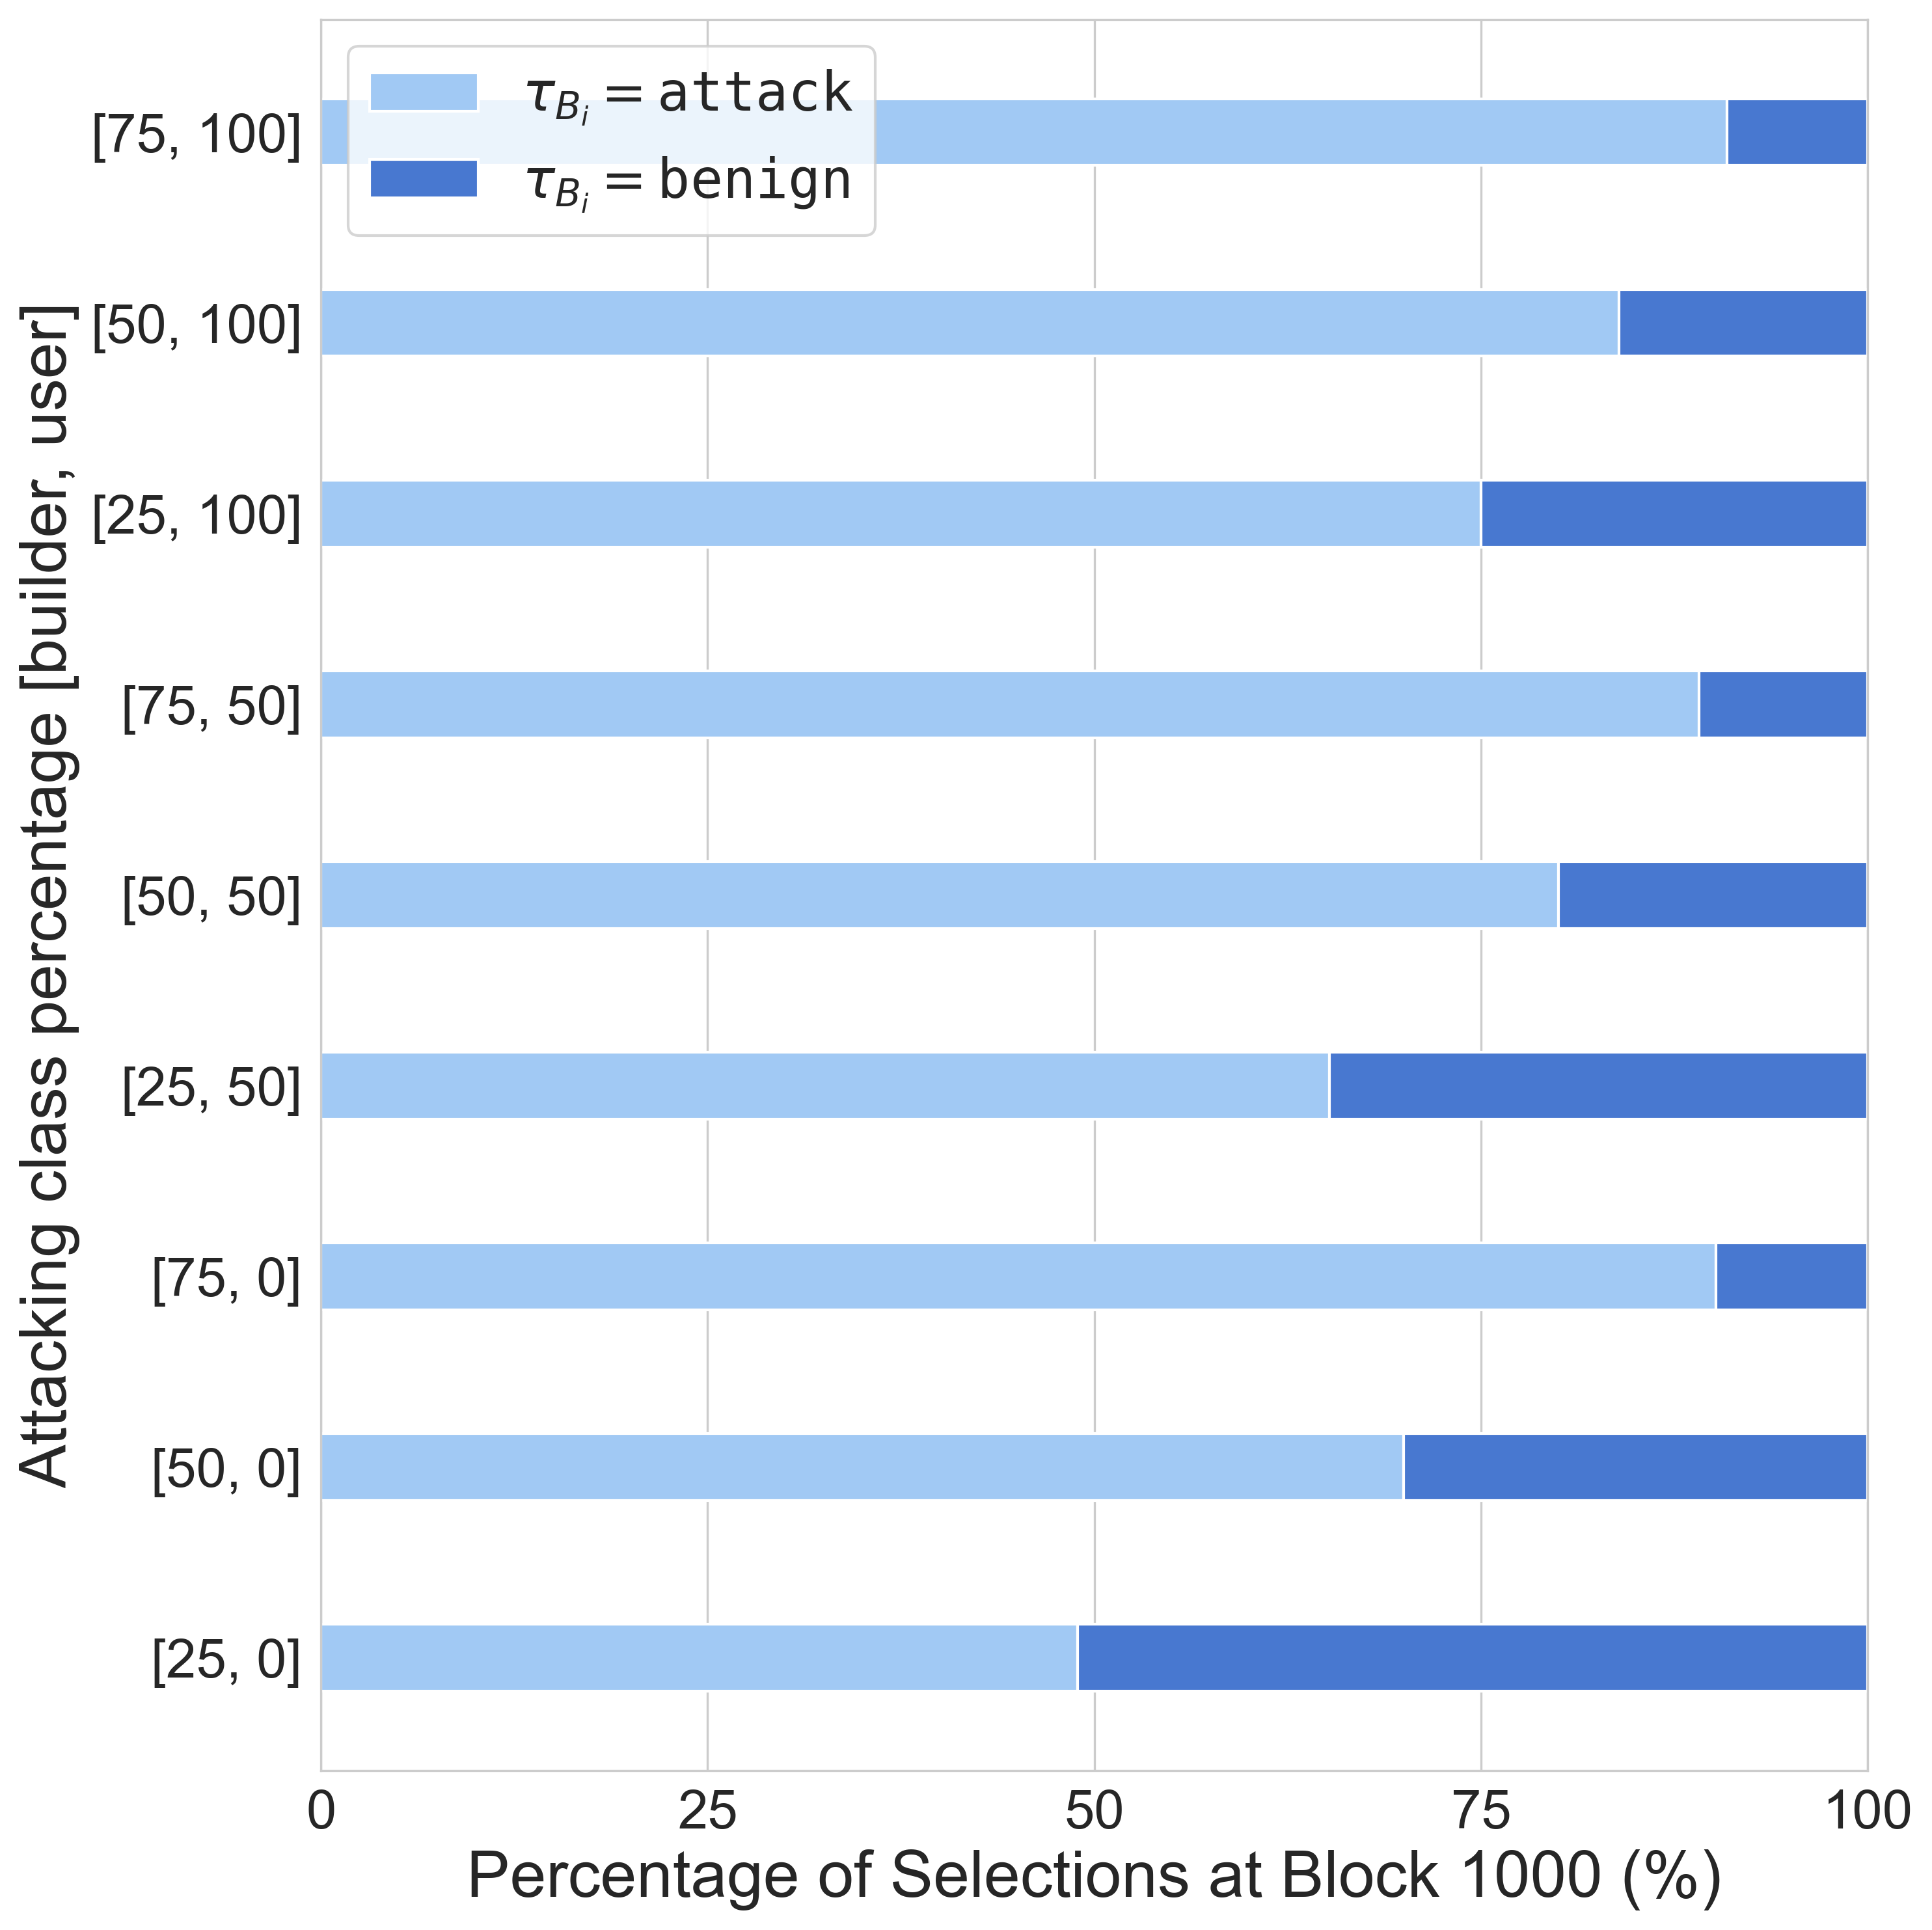 τ_{B_i} = attack
τ_{B_i} = benign
Attacking class percentage [builder, user]
[75, 100]
[50, 100]
[25, 100]
[75, 50]
[50, 50]
[25, 50]
[75, 0]
[50, 0]
[25, 0]
0 25 50 75 100
Percentage of Selections at Block 1000 (%)